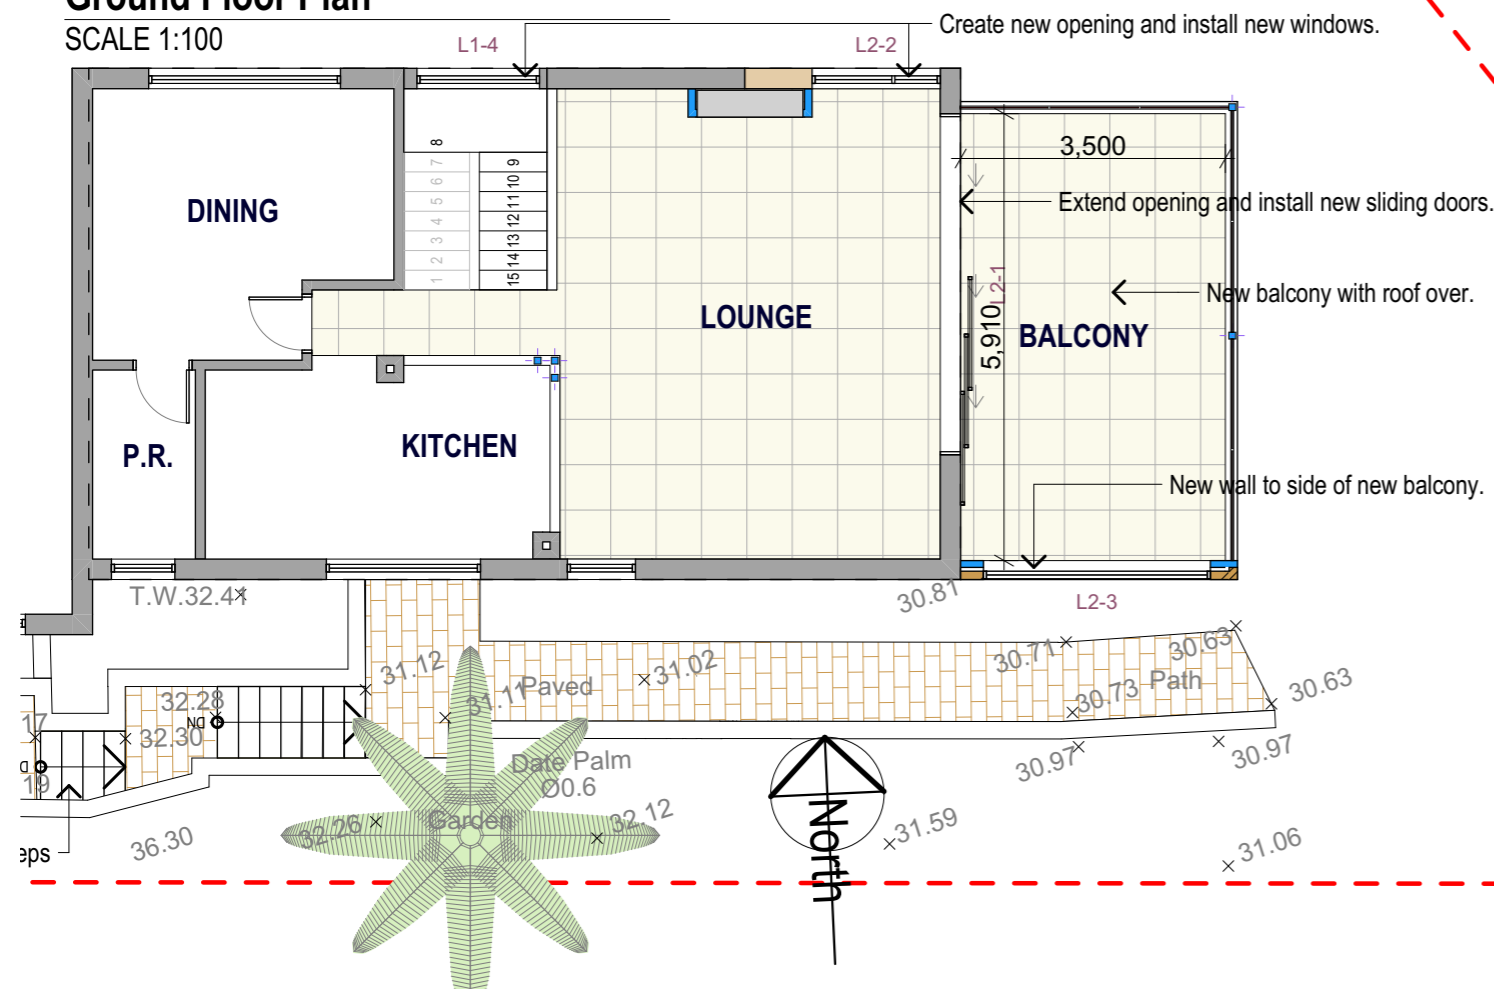 Ground Floor Plan
SCALE 1:100
Create new opening and install new windows.
L1-4
L2-2
3,500
8
7
6
5
4
3
2
1
9
10
11
12
13
14
15
DINING
Extend opening and install new sliding doors.
L2-1
New balcony with roof over.
LOUNGE
5,910
BALCONY
KITCHEN
P.R.
New wall to side of new balcony.
T.W.32.41
30.81
L2-3
31.12
31.02
30.71
30.63
31.11
Paved
Path
30.63
32.28
30.73
17
DN
32.30
30.97
30.97
19
Date Palm
Ø0.6
Garden
32.26
32.12
31.59
36.30
31.06
eps
North